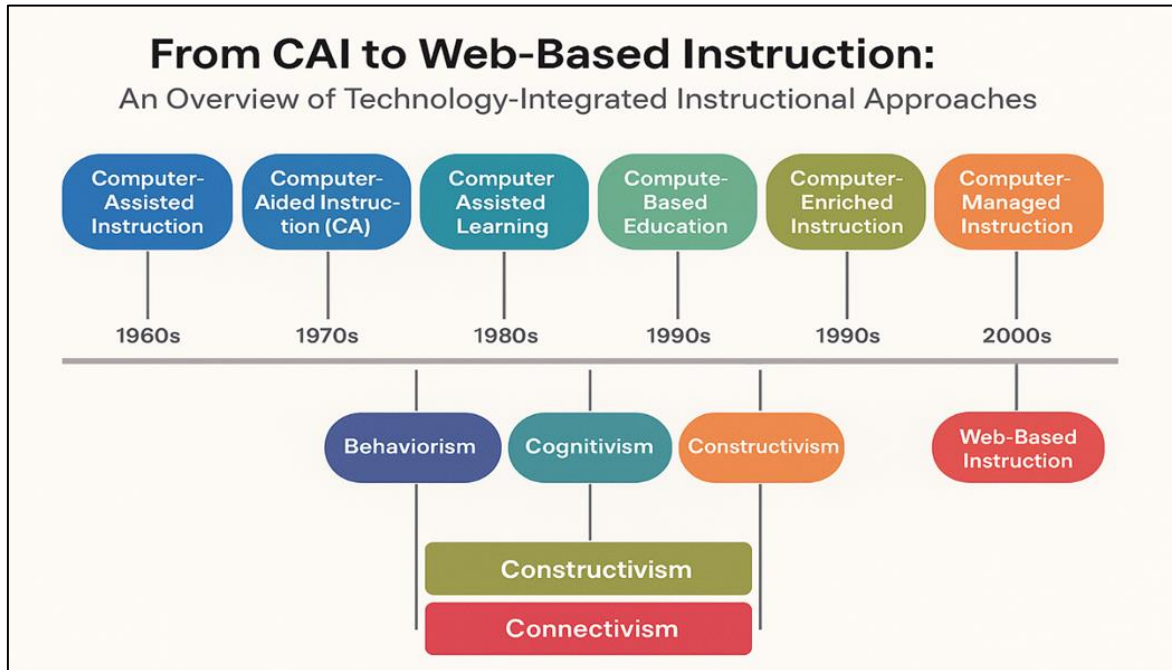 From CAI to Web-Based Instruction:
An Overview of Technology-Integrated Instructional Approaches
Computer-
Assisted
Instruction
Computer-
Aided Instruc-
tion (CA)
Computer
Assisted
Learning
Compute-
Based
Education
Computer-
Enriched
Instruction
Computer-
Managed
Instruction
1960s
1970s
1980s
1990s
1990s
2000s
Behaviorism
Cognitivism
Constructivism
Web-Based
Instruction
Constructivism
Connectivism